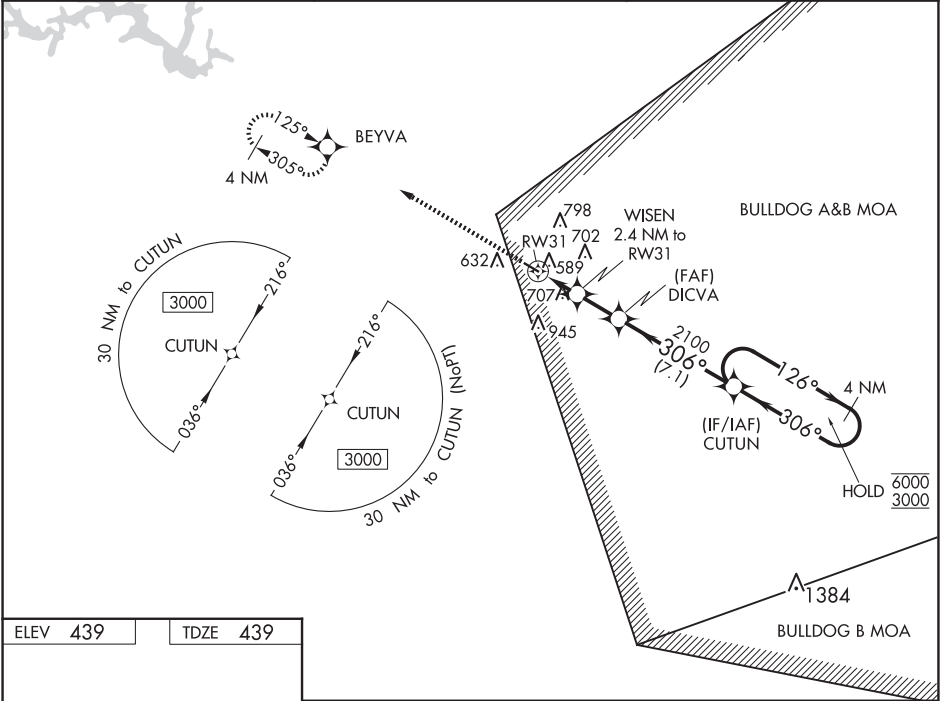 125°
305°
4 NM
BEYVA
30 NM to CUTUN
3000
216°
CUTUN
036°
216°
CUTUN
036°
3000
30 NM to CUTUN (NoPT)
798
702
RW31
589
632
707
945
WISEN
2.4 NM to
RW31
(FAF)
DICVA
BULLDOG A&B MOA
2100
306°
(7.1)
126°
306°
4 NM
(IF/IAF)
CUTUN
HOLD
6000
3000
1384
BULLDOG B MOA
ELEV 439
TDZE 439